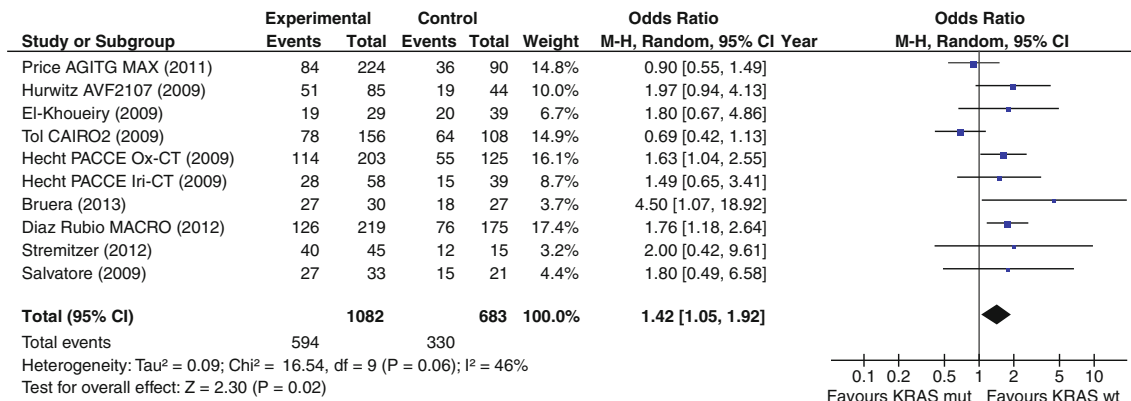 Experimental Control Odds Ratio Odds Ratio
Study or Subgroup Events Total Events Total Weight M-H, Random, 95% CI Year M-H, Random, 95% CI
Price AGITG MAX (2011) 84 224 36 90 14.8% 0.90 [0.55, 1.49]
Hurwitz AVF2107 (2009) 51 85 19 44 10.0% 1.97 [0.94, 4.13]
El-Khoueiry (2009) 19 29 20 39 6.7% 1.80 [0.67, 4.86]
Tol CAIRO2 (2009) 78 156 64 108 14.9% 0.69 [0.42, 1.13]
Hecht PACCE Ox-CT (2009) 114 203 55 125 16.1% 1.63 [1.04, 2.55]
Hecht PACCE Iri-CT (2009) 28 58 15 39 8.7% 1.49 [0.65, 3.41]
Bruera (2013) 27 30 18 27 3.7% 4.50 [1.07, 18.92]
Diaz Rubio MACRO (2012) 126 219 76 175 17.4% 1.76 [1.18, 2.64]
Stremitzer (2012) 40 45 12 15 3.2% 2.00 [0.42, 9.61]
Salvatore (2009) 27 33 15 21 4.4% 1.80 [0.49, 6.58]
Total (95% CI) 1082 683 100.0% 1.42 [1.05, 1.92]
Total events 594 330
Heterogeneity: Tau² = 0.09; Chi² = 16.54, df = 9 (P = 0.06); I² = 46%
Test for overall effect: Z = 2.30 (P = 0.02)
0.1 0.2 0.5 1 2 5 10
Favours KRAS mut Favours KRAS wt